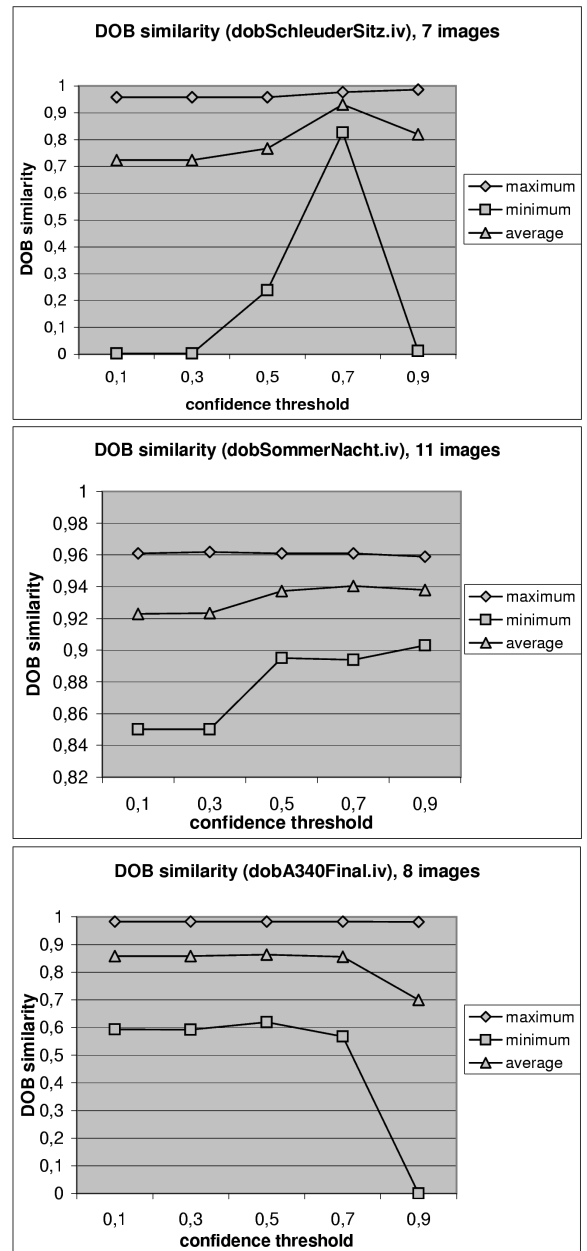 DOB similarity (dobSchleuderSitz.iv), 7 images
1
0,9
0,8
0,7
0,6
0,5
0,4
0,3
0,2
0,1
0
DOB similarity
0,1 0,3 0,5 0,7 0,9
confidence threshold
maximum
minimum
average
DOB similarity (dobSommerNacht.iv), 11 images
1
0,98
0,96
0,94
0,92
0,9
0,88
0,86
0,84
0,82
DOB similarity
0,1 0,3 0,5 0,7 0,9
confidence threshold
maximum
minimum
average
DOB similarity (dobA340Final.iv), 8 images
1
0,9
0,8
0,7
0,6
0,5
0,4
0,3
0,2
0,1
0
DOB similarity
0,1 0,3 0,5 0,7 0,9
confidence threshold
maximum
minimum
average